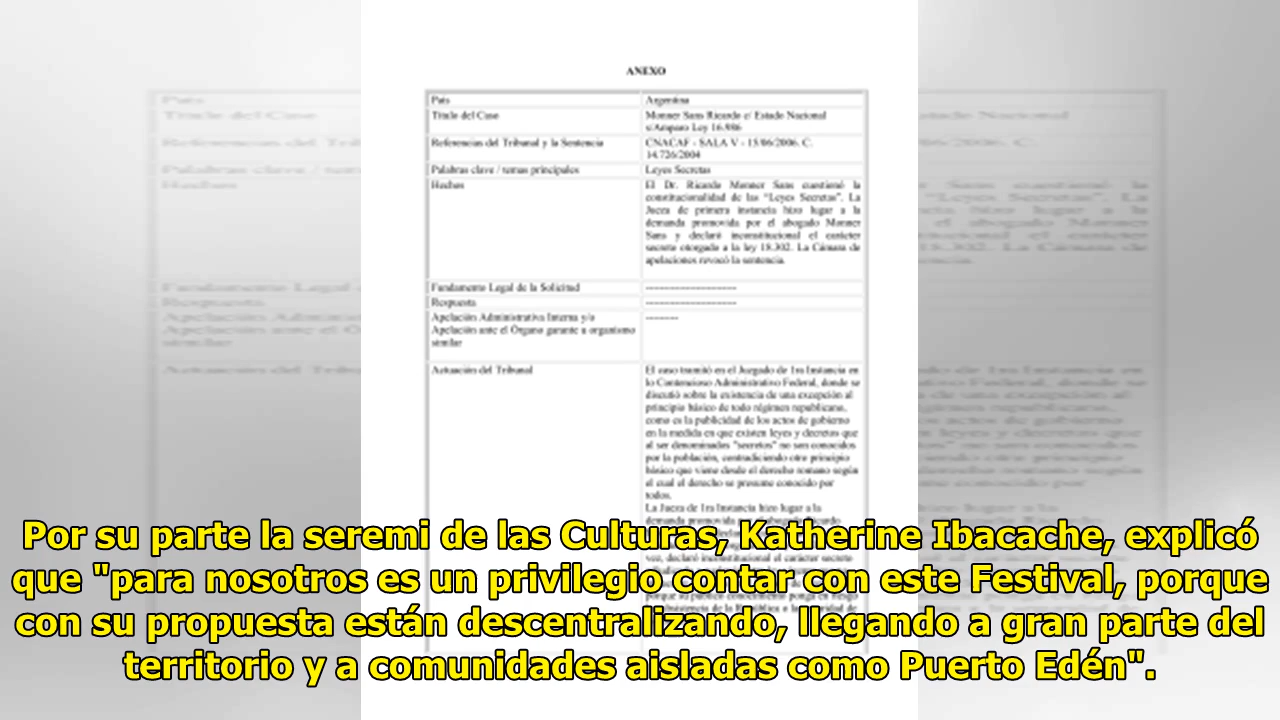 ANEXO
País Argentina
Título del Caso Monner Sans Ricardo c/ Estado Nacional
s/Amparo Ley 16.986
Referencias del Tribunal y la Sentencia CNACAF - SALA V - 15/06/2006. C.
14.726/2004
Palabras clave / temas principales Leyes Secretas
Hechos El Dr. Ricardo Monner Sans cuestionó la
constitucionalidad de las "Leyes Secretas". La
Jueza de primera instancia hizo lugar a la
demanda promovida por el abogado Monner
Sans y declaró inconstitucional el carácter
secreto otorgado a la ley 18.302. La Cámara de
apelaciones revocó la sentencia.
Fundamento Legal de la Solicitud --------------------
Respuesta --------------------
Apelación Administrativa Interna y/o -------
Apelación ante el Órgano garante u organismo
similar
Actuación del Tribunal El caso tramitó en el Juzgado de 1ra Instancia en
lo Contencioso Administrativo Federal, donde se
discutió sobre la existencia de una excepción al
principio básico de todo régimen republicano,
como es la publicidad de los actos de gobierno
en la medida en que existen leyes y decretos que
al ser denominados "secretos" no son conocidos
por la población, contradiciendo otro principio
básico que viene desde el derecho romano según
el cual el derecho se presume conocido por
todos.
La Jueza de 1ra Instancia hizo lugar a la
Por su parte la seremi de las Culturas, Katherine Ibacache, explicó
que "para nosotros es un privilegio contar con este Festival, porque
con su propuesta están descentralizando, llegando a gran parte del
territorio y a comunidades aisladas como Puerto Edén".